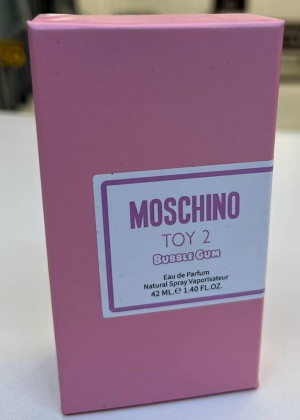 MOSCHINO
TOY 2
BUBBLE GUM
Eau de Parfum
Natural Spray Vaporisateur
42 ML.℮ 1.40 FL.OZ.